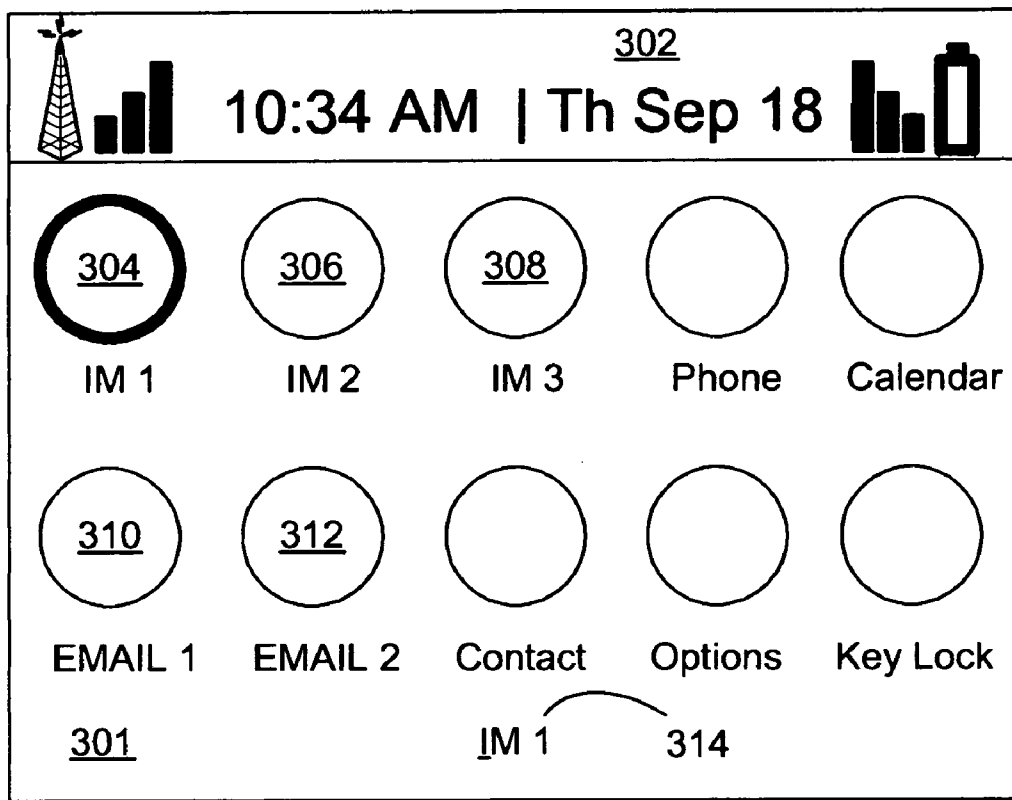 302
10:34 AM | Th Sep 18
304 306 308
IM 1 IM 2 IM 3 Phone Calendar
310 312
EMAIL 1 EMAIL 2 Contact Options Key Lock
301 IM 1 314